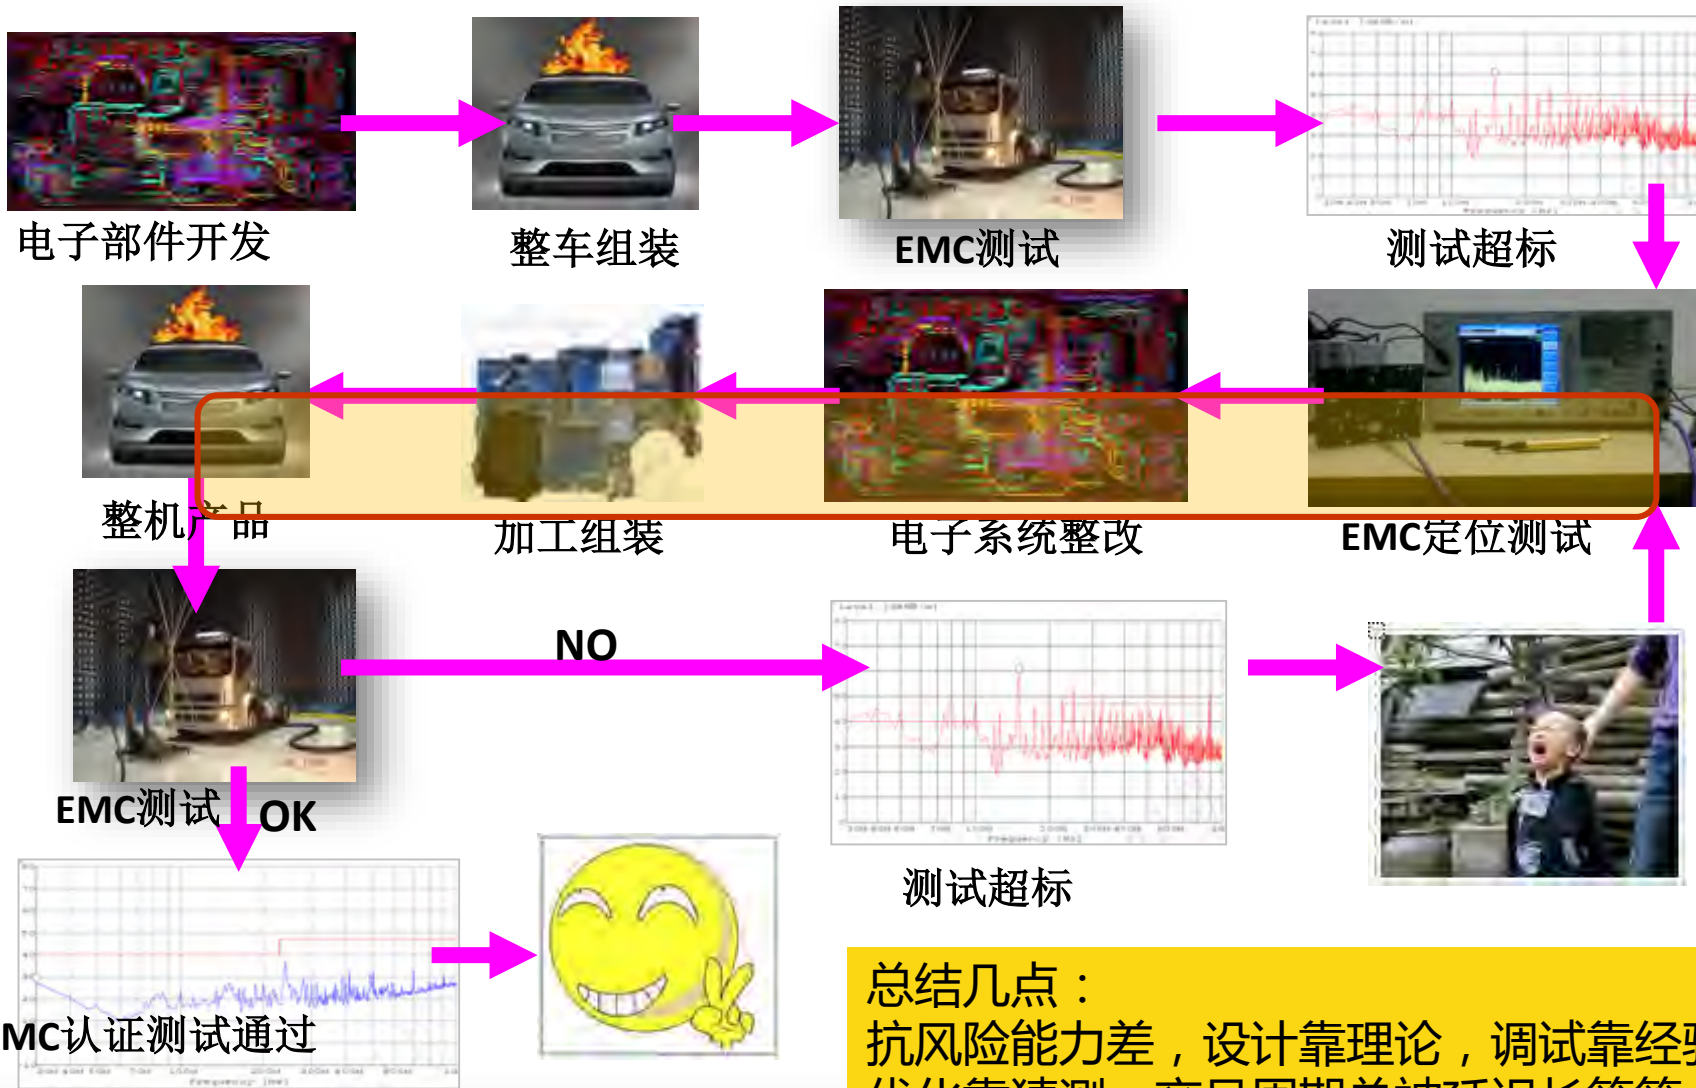 电子部件开发
整车组装
EMC测试
测试超标
整机产品
加工组装
电子系统整改
EMC定位测试
NO
EMC测试
OK
测试超标
MC认证测试通过
总结几点：
抗风险能力差，设计靠理论，调试靠经验